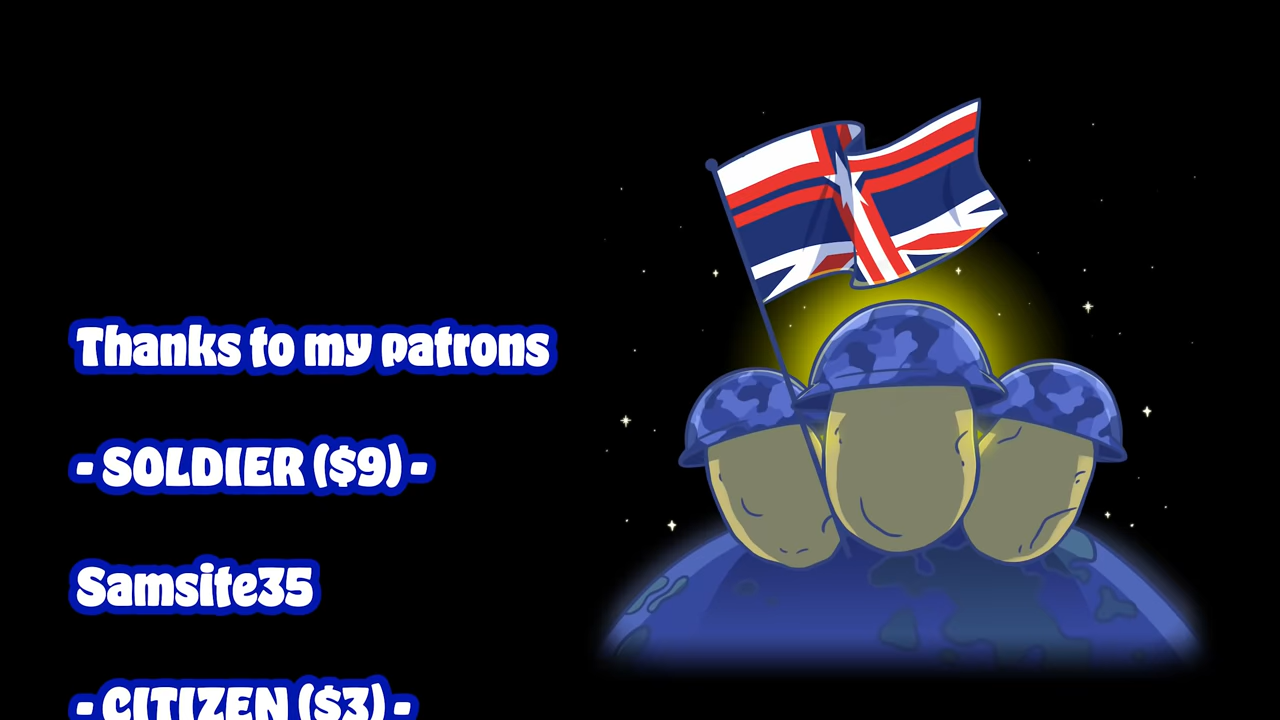 Thanks to my patrons
- SOLDIER ($9) -
Samsite35
- CITIZEN ($3) -